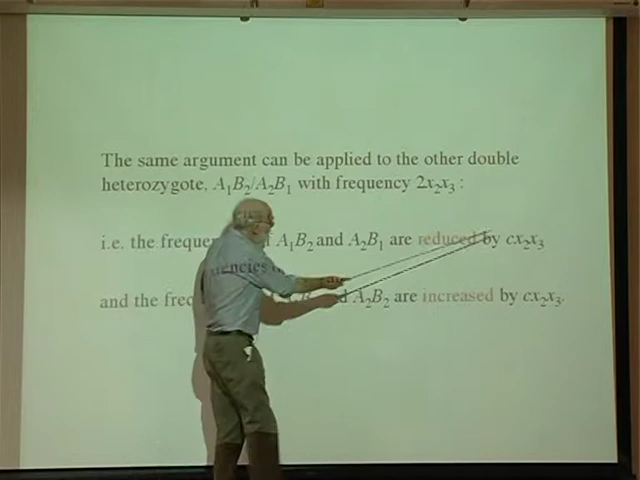 The same argument can be applied to the other double
heterozygote, A₁B₂/A₂B₁ with frequency 2x₂x₃ :
i.e. the freque A₁B₂ and A₂B₁ are reduced by cx₂x₃
and the freq A₂B₂ are increased by cx₂x₃.